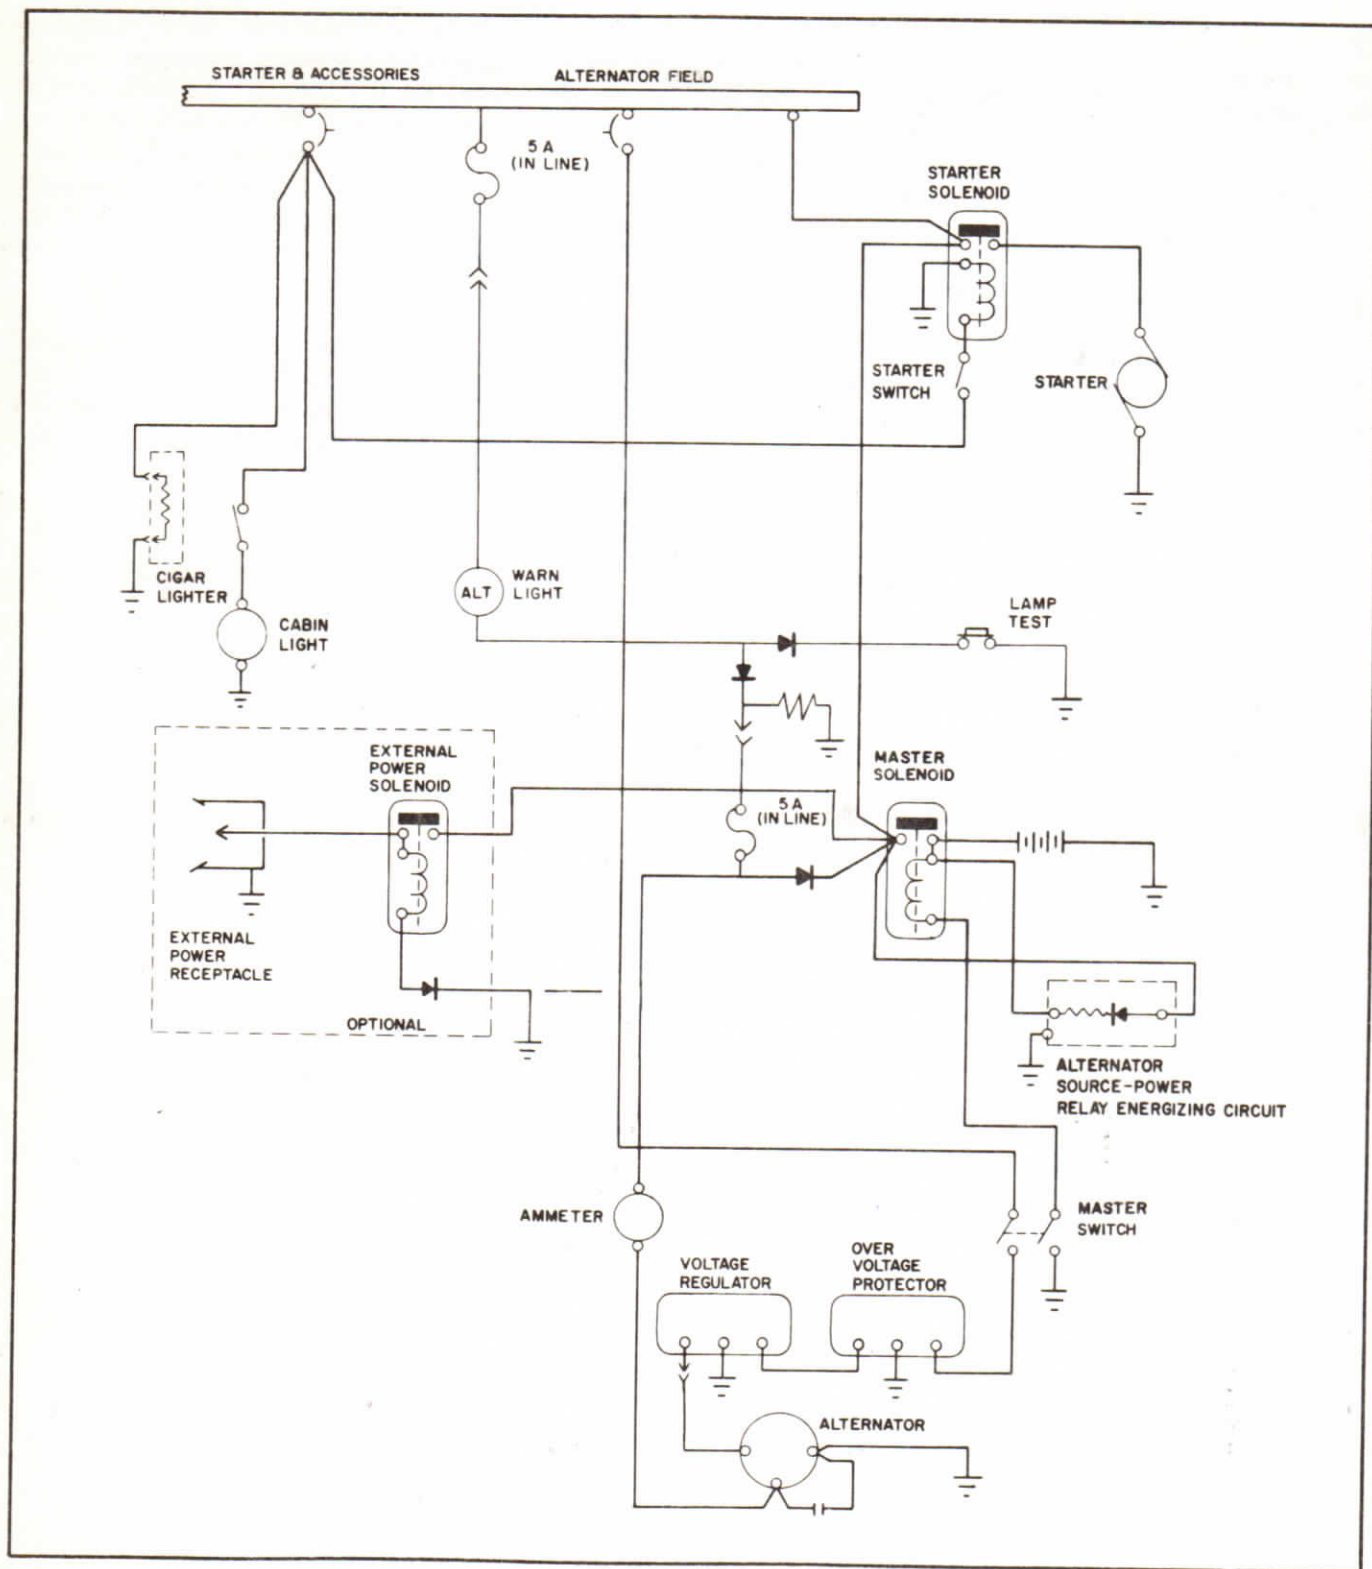 STARTER & ACCESSORIES
ALTERNATOR FIELD
5 A
(IN LINE)
STARTER
SOLENOID
STARTER
SWITCH
STARTER
CIGAR
LIGHTER
CABIN
LIGHT
ALT
WARN
LIGHT
LAMP
TEST
EXTERNAL
POWER
SOLENOID
MASTER
SOLENOID
5 A
(IN LINE)
EXTERNAL
POWER
RECEPTACLE
OPTIONAL
ALTERNATOR
SOURCE-POWER
RELAY ENERGIZING CIRCUIT
AMMETER
MASTER
SWITCH
VOLTAGE
REGULATOR
OVER
VOLTAGE
PROTECTOR
ALTERNATOR